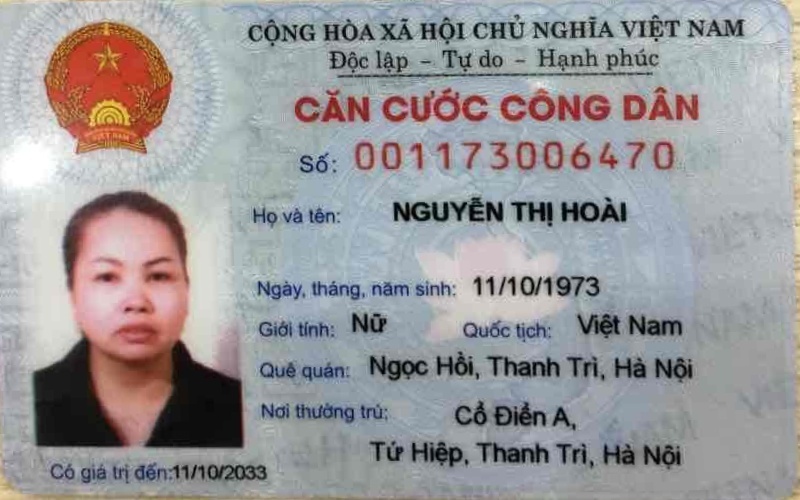 CỘNG HÒA XÃ HỘI CHỦ NGHĨA VIỆT NAM
Độc lập - Tự do - Hạnh phúc
CĂN CƯỚC CÔNG DÂN
Số: 001173006470
Họ và tên: NGUYỄN THỊ HOÀI
Ngày, tháng, năm sinh: 11/10/1973
Giới tính: Nữ Quốc tịch: Việt Nam
Quê quán: Ngọc Hồi, Thanh Trì, Hà Nội
Nơi thường trú: Cổ Điển A,
Tứ Hiệp, Thanh Trì, Hà Nội
Có giá trị đến: 11/10/2033
VIỆT NAM